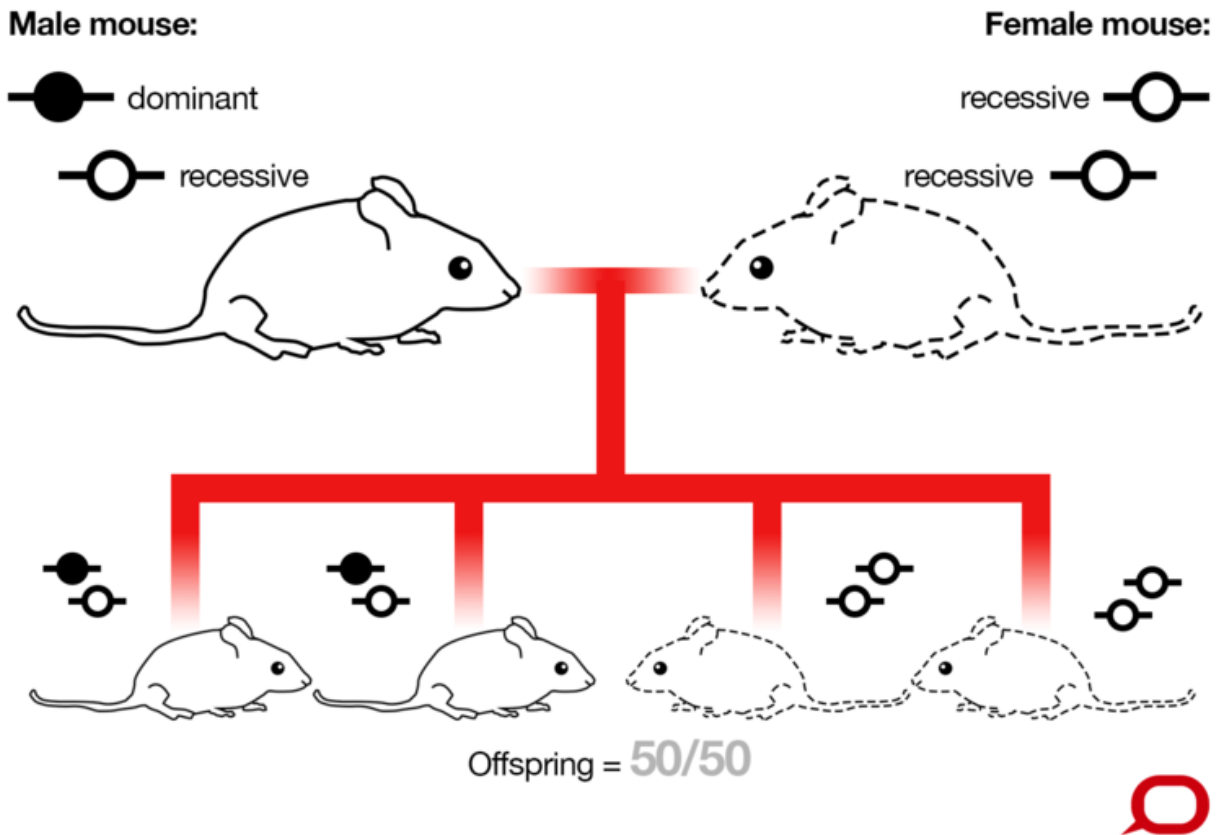 Male mouse:
Female mouse:
dominant
recessive
recessive
recessive
Offspring = 50/50